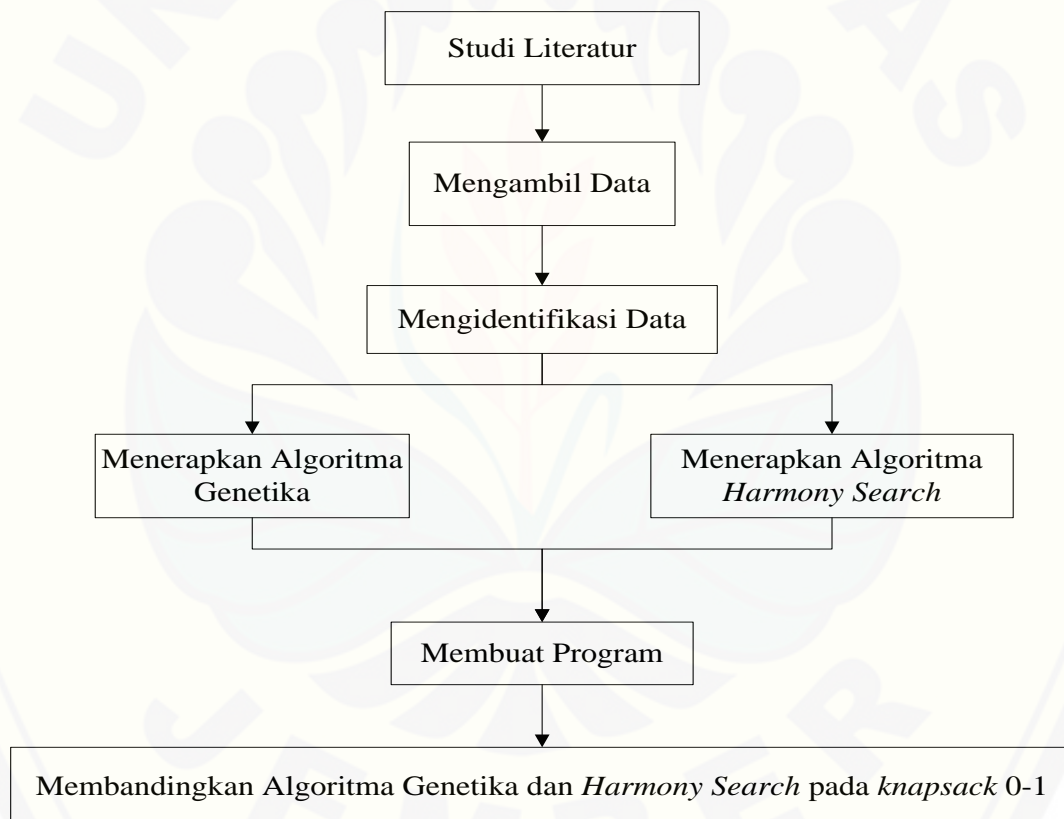 Studi Literatur
Mengambil Data
Mengidentifikasi Data
Menerapkan Algoritma
Genetika
Menerapkan Algoritma
Harmony Search
Membuat Program
Membandingkan Algoritma Genetika dan Harmony Search pada knapsack 0-1